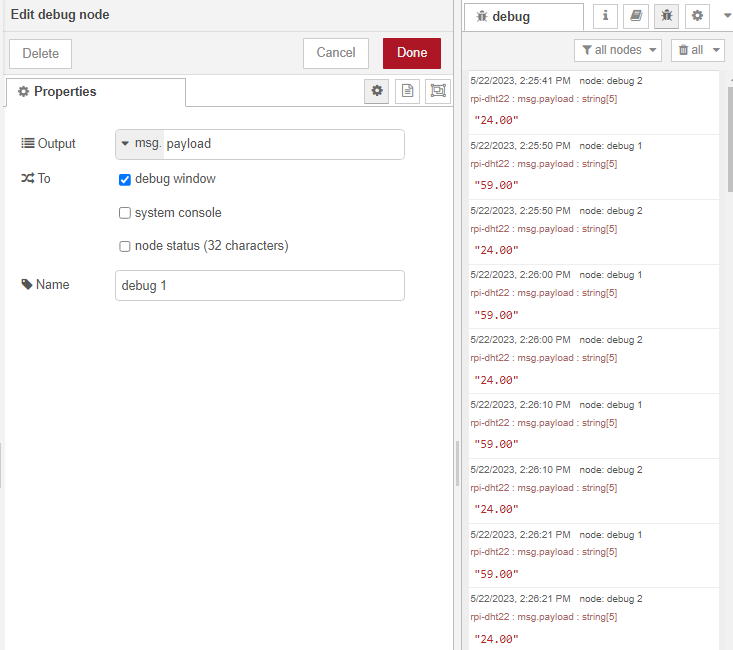 Edit debug node
Delete
Cancel
Done
Properties
Output
msg. payload
To
debug window
system console
node status (32 characters)
Name
debug 1
debug
i
all nodes
all
5/22/2023, 2:25:41 PM node: debug 2
rpi-dht22 : msg.payload : string[5]
"24.00"
5/22/2023, 2:25:50 PM node: debug 1
rpi-dht22 : msg.payload : string[5]
"59.00"
5/22/2023, 2:25:50 PM node: debug 2
rpi-dht22 : msg.payload : string[5]
"24.00"
5/22/2023, 2:26:00 PM node: debug 1
rpi-dht22 : msg.payload : string[5]
"59.00"
5/22/2023, 2:26:00 PM node: debug 2
rpi-dht22 : msg.payload : string[5]
"24.00"
5/22/2023, 2:26:10 PM node: debug 1
rpi-dht22 : msg.payload : string[5]
"59.00"
5/22/2023, 2:26:10 PM node: debug 2
rpi-dht22 : msg.payload : string[5]
"24.00"
5/22/2023, 2:26:21 PM node: debug 1
rpi-dht22 : msg.payload : string[5]
"59.00"
5/22/2023, 2:26:21 PM node: debug 2
rpi-dht22 : msg.payload : string[5]
"24.00"